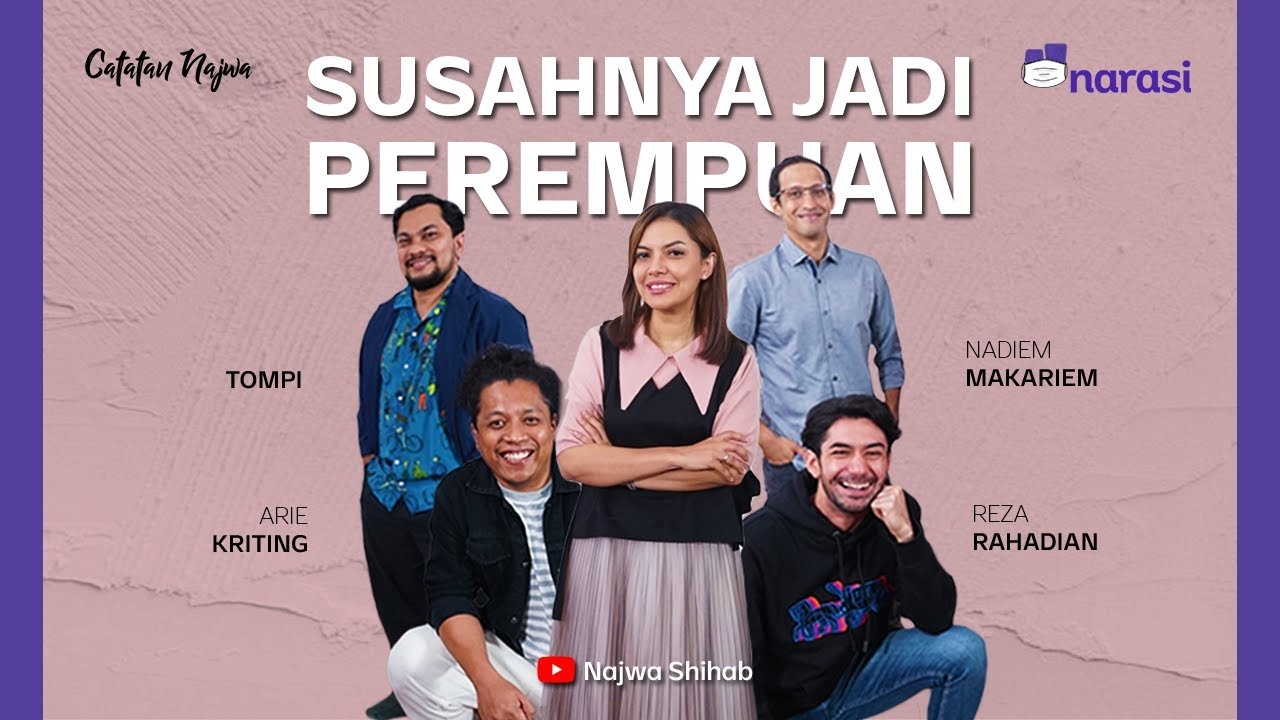 Catatan Najwa
SUSAHNYA JADI
PEREMPUAN
narasi
TOMPI
NADIEM
MAKARIEM
ARIE
KRITING
REZA
RAHADIAN
Najwa Shihab